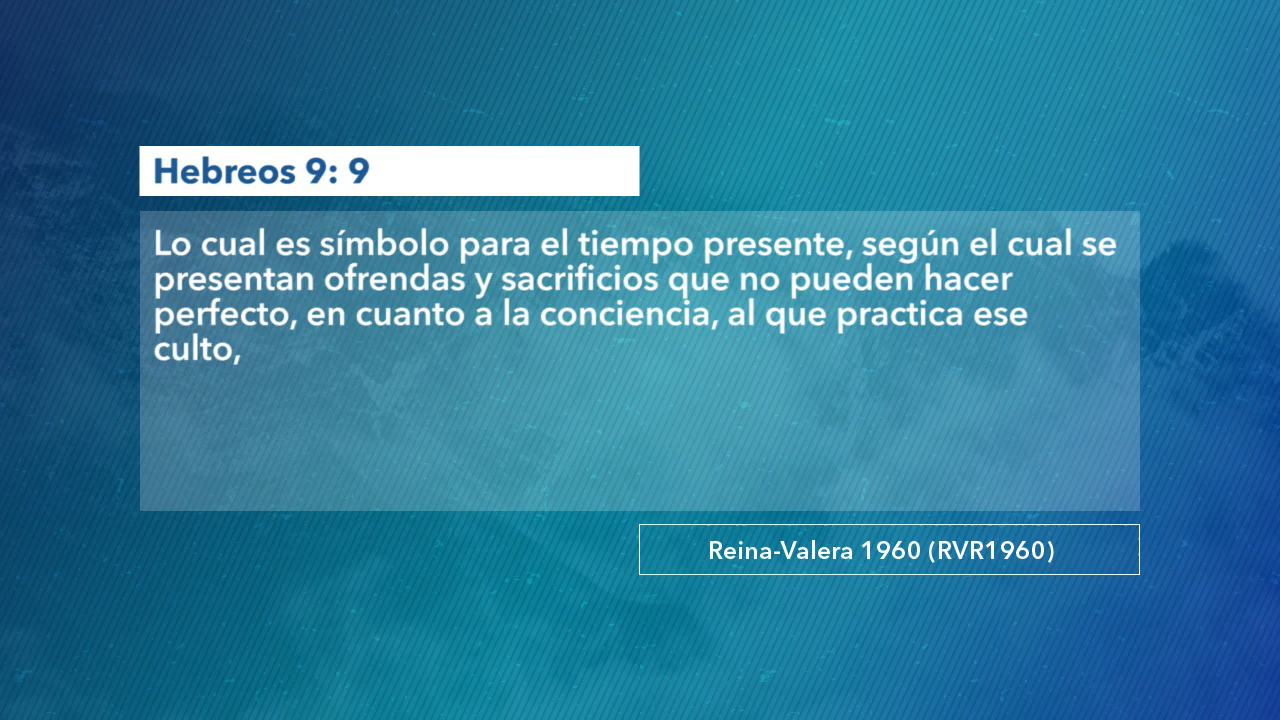 Hebreos 9: 9
Lo cual es símbolo para el tiempo presente, según el cual se
presentan ofrendas y sacrificios que no pueden hacer
perfecto, en cuanto a la conciencia, al que practica ese
culto,
Reina-Valera 1960 (RVR1960)